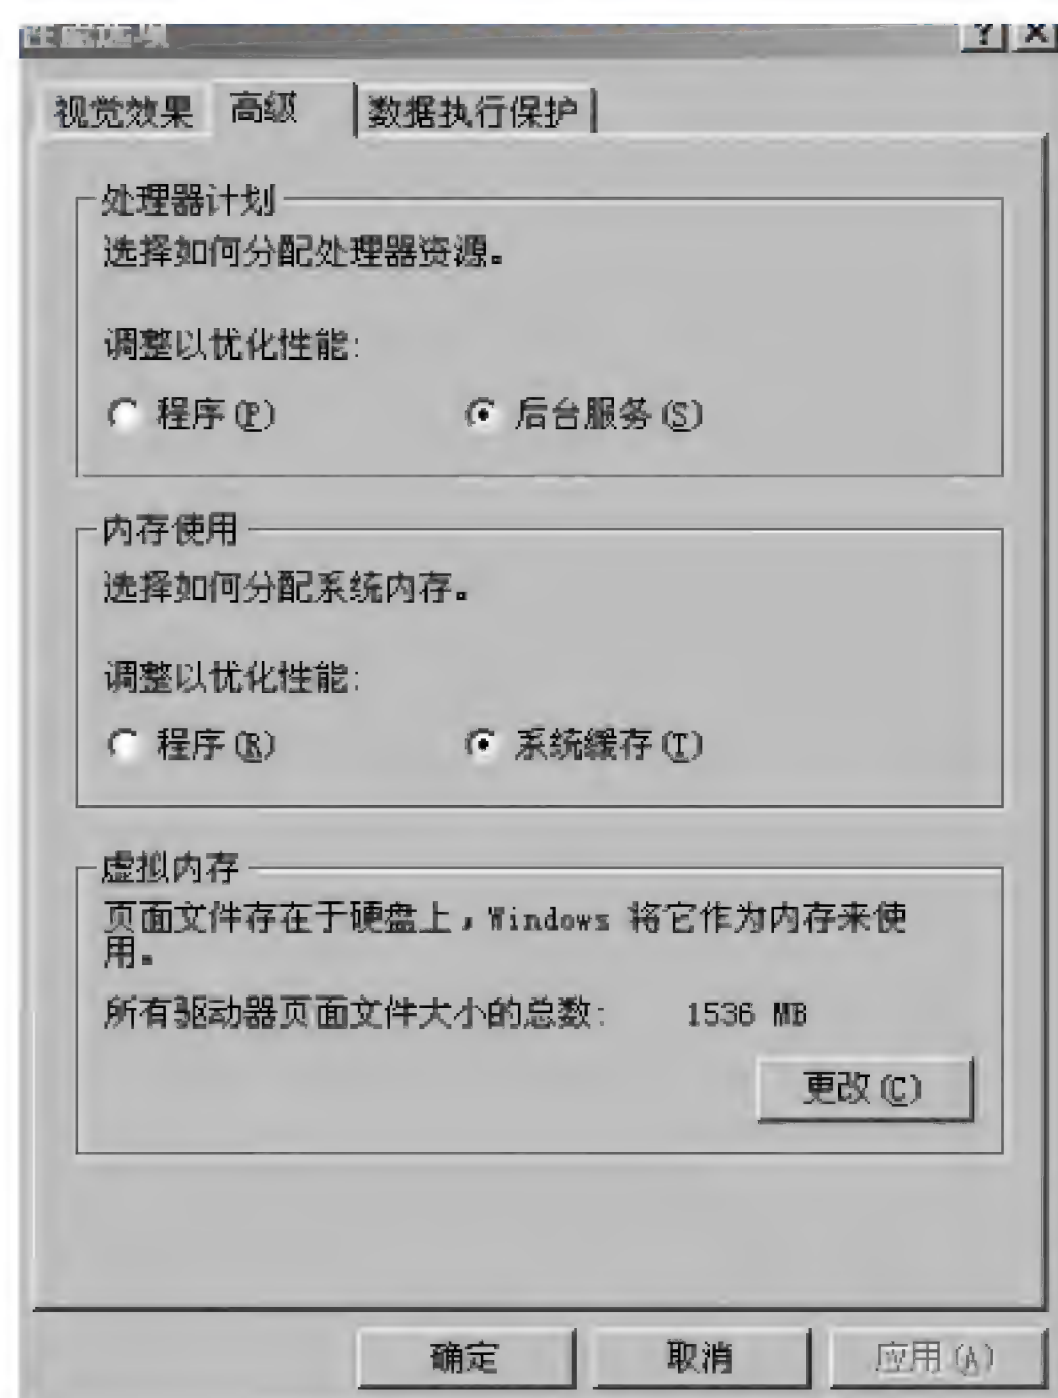 性能选项
视觉效果 高级 数据执行保护
处理器计划
选择如何分配处理器资源。
调整以优化性能:
程序(P) 后台服务(S)
内存使用
选择如何分配系统内存。
调整以优化性能:
程序(R) 系统缓存(T)
虚拟内存
页面文件存在于硬盘上，Windows 将它作为内存来使
用。
所有驱动器页面文件大小的总数: 1536 MB
更改(C)
确定 取消 应用(A)